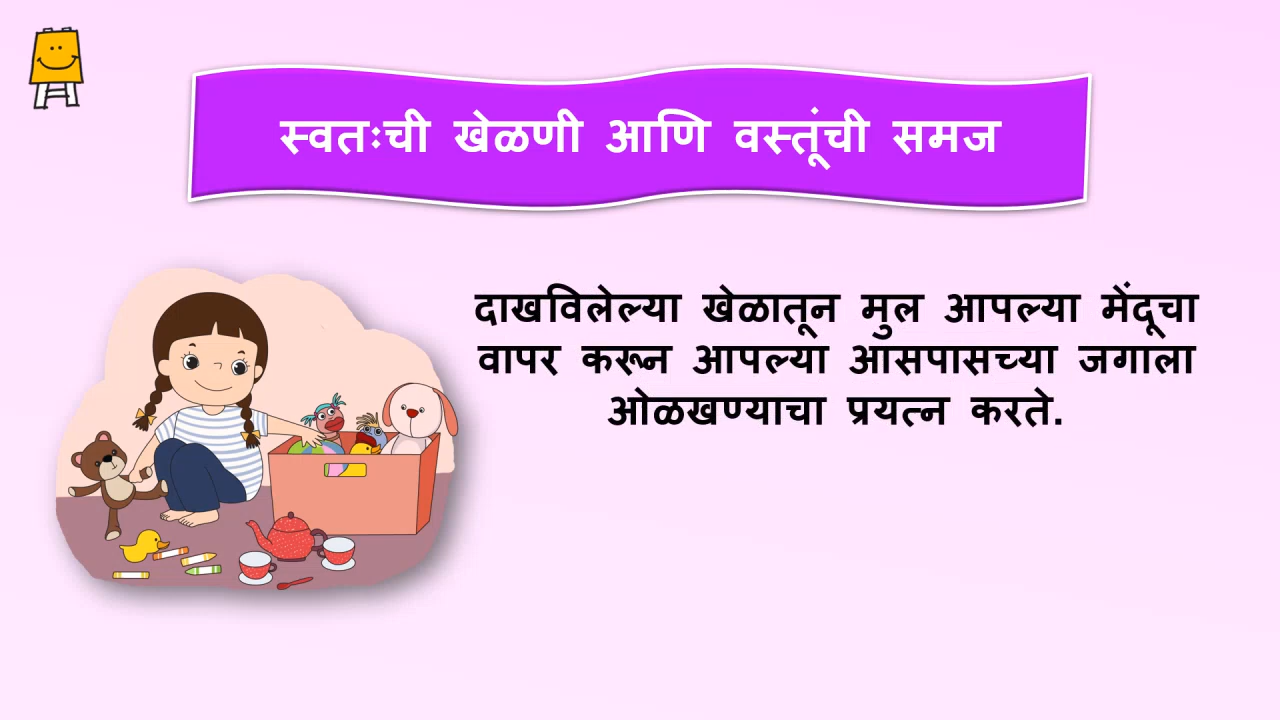 स्वतःची खेळणी आणि वस्तूंची समज
दाखविलेल्या खेळातून मुल आपल्या मेंदूचा
वापर करून आपल्या आसपासच्या जगाला
ओळखण्याचा प्रयत्न करते.